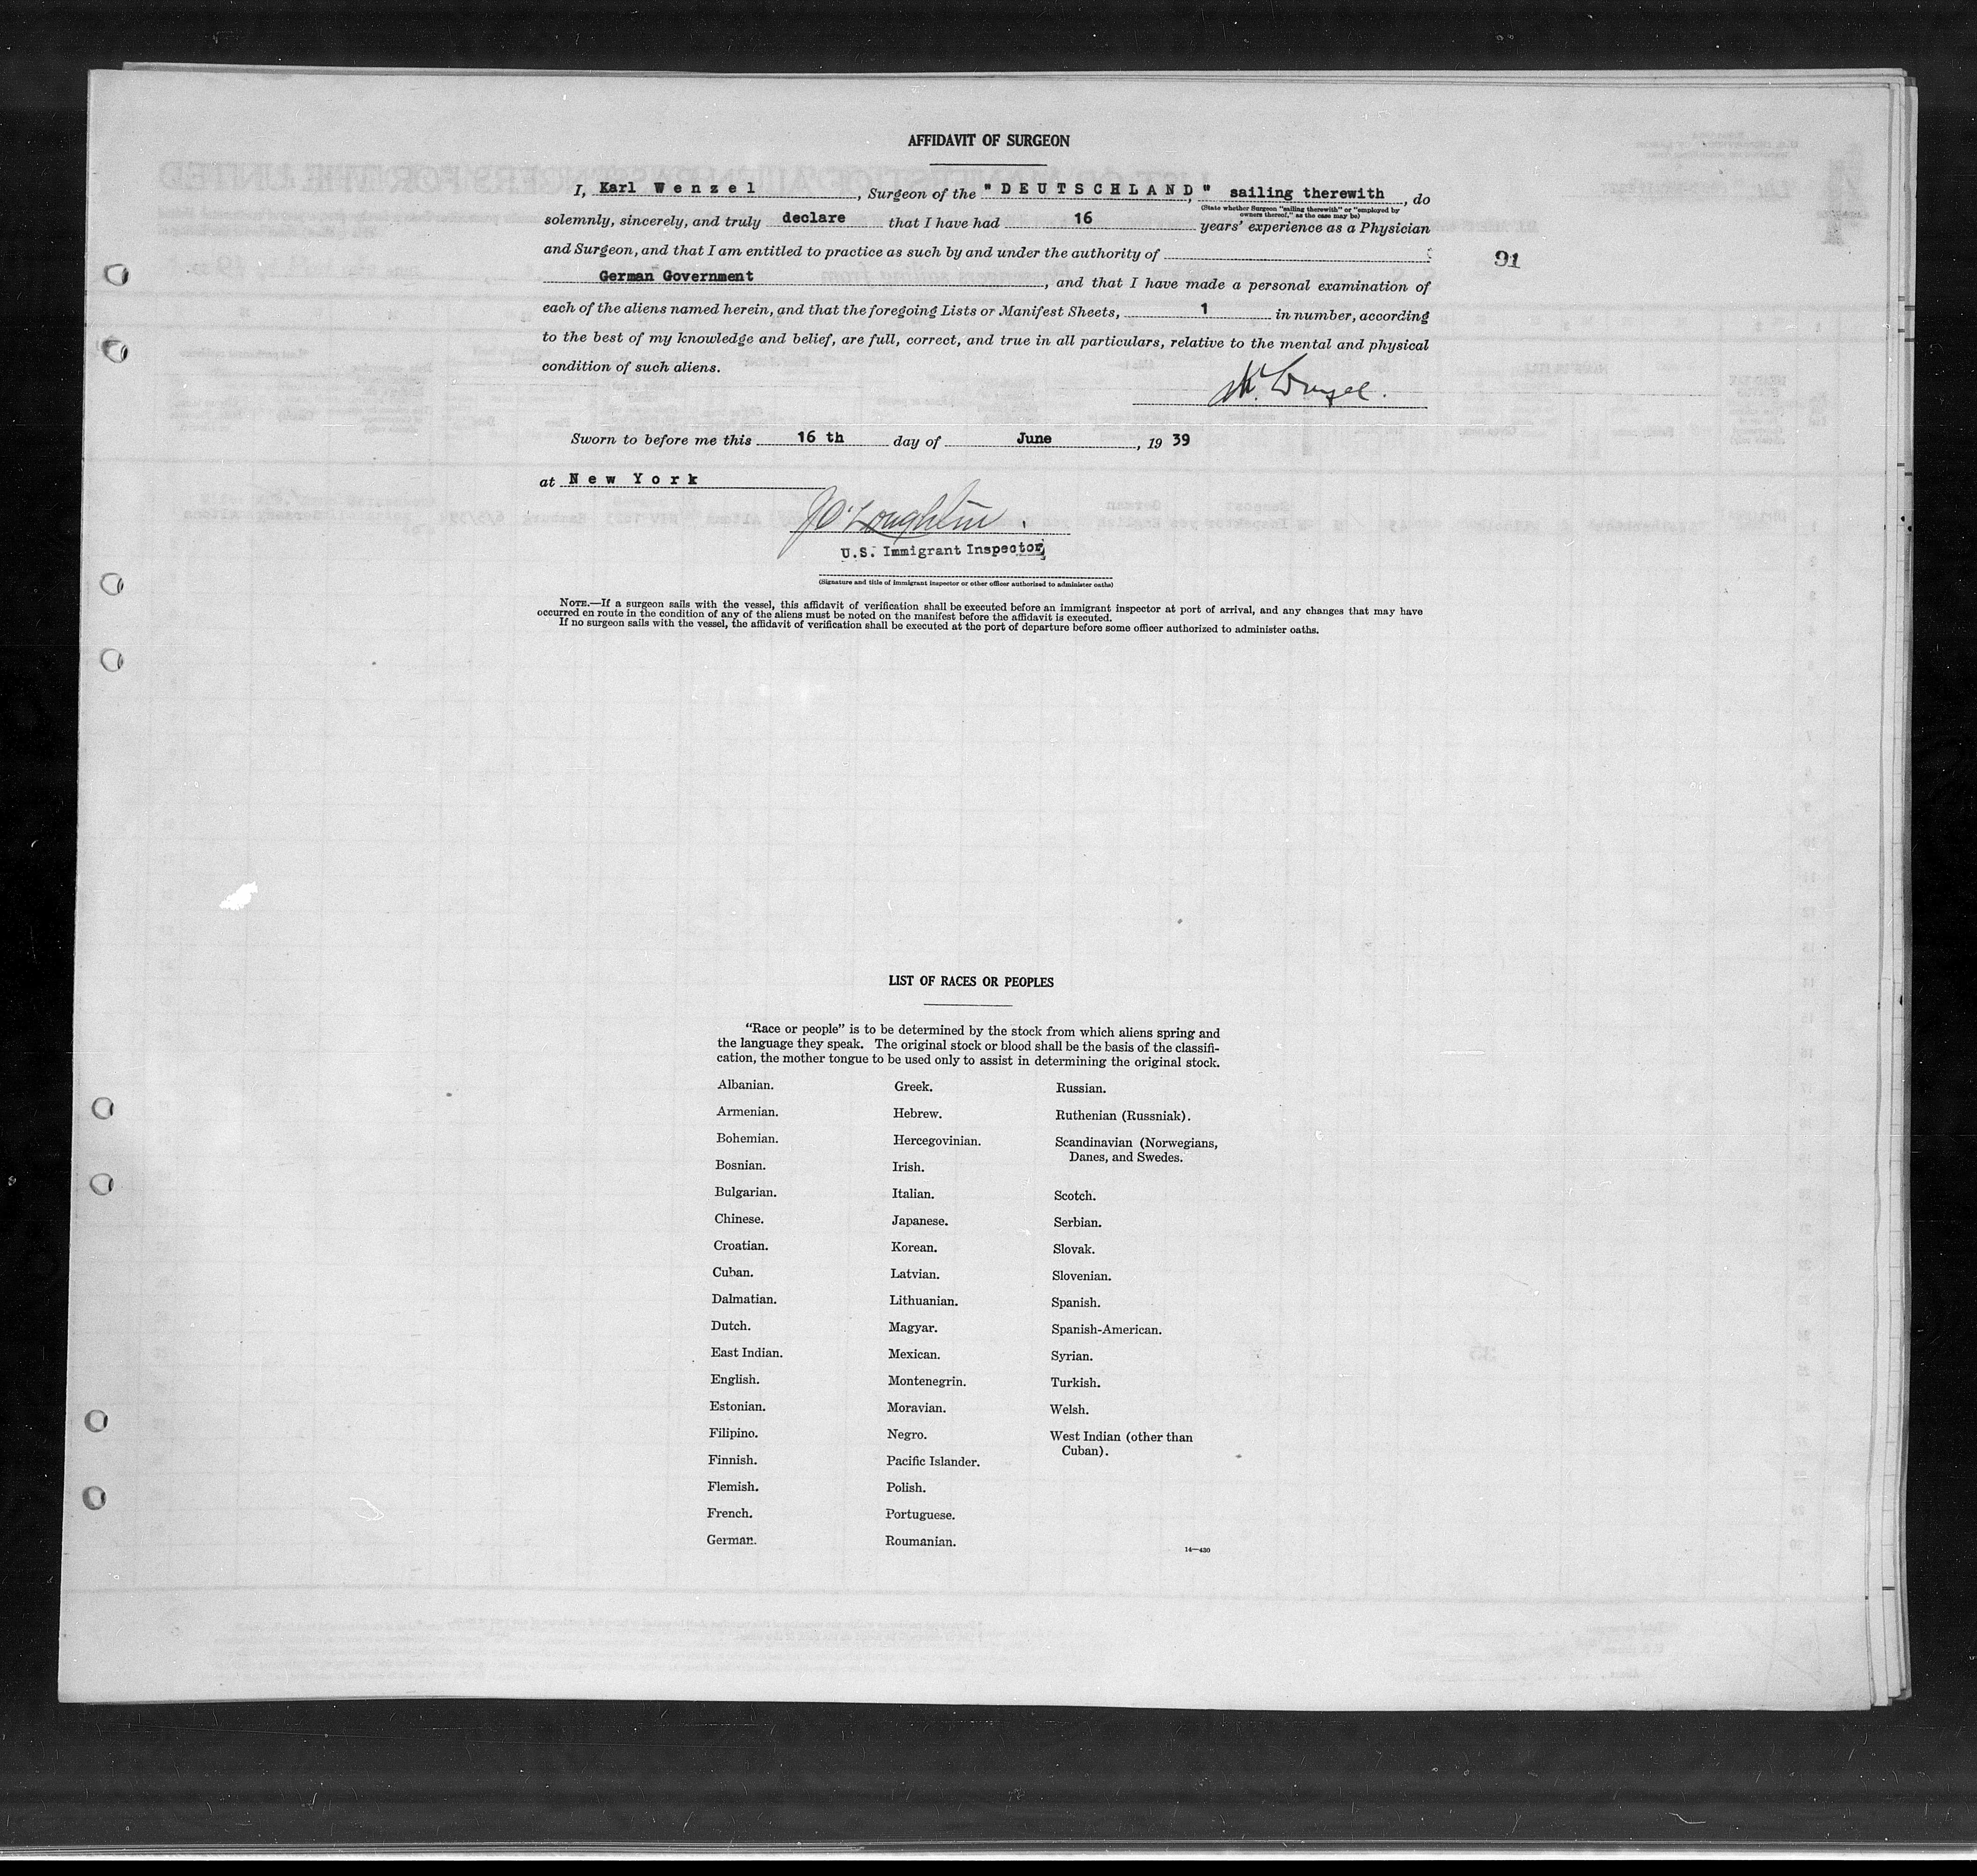 AFFIDAVIT OF SURGEON
I, Karl Wenzel, Surgeon of the "DEUTSCHLAND," sailing therewith, do
(State whether Surgeon "sailing therewith" or "employed by
owners thereof," as the case may be)
solemnly, sincerely, and truly declare that I have had 16 years' experience as a Physician
and Surgeon, and that I am entitled to practice as such by and under the authority of
91
German Government, and that I have made a personal examination of
each of the aliens named herein, and that the foregoing Lists or Manifest Sheets, 1 in number, according
to the best of my knowledge and belief, are full, correct, and true in all particulars, relative to the mental and physical
condition of such aliens.
K. Wenzel.
Sworn to before me this 16 th day of June, 19 39
at New York
J O'Loughlin.
U.S. Immigrant Inspector,
(Signature and title of immigrant inspector or other officer authorized to administer oaths)
NOTE.—If a surgeon sails with the vessel, this affidavit of verification shall be executed before an immigrant inspector at port of arrival, and any changes that may have
occurred en route in the condition of any of the aliens must be noted on the manifest before the affidavit is executed.
If no surgeon sails with the vessel, the affidavit of verification shall be executed at the port of departure before some officer authorized to administer oaths.
LIST OF RACES OR PEOPLES
"Race or people" is to be determined by the stock from which aliens spring and
the language they speak. The original stock or blood shall be the basis of the classifi-
cation, the mother tongue to be used only to assist in determining the original stock.
Albanian.
Armenian.
Bohemian.
Bosnian.
Bulgarian.
Chinese.
Croatian.
Cuban.
Dalmatian.
Dutch.
East Indian.
English.
Estonian.
Filipino.
Finnish.
Flemish.
French.
German.
Greek.
Hebrew.
Hercegovinian.
Irish.
Italian.
Japanese.
Korean.
Latvian.
Lithuanian.
Magyar.
Mexican.
Montenegrin.
Moravian.
Negro.
Pacific Islander.
Polish.
Portuguese.
Roumanian.
Russian.
Ruthenian (Russniak).
Scandinavian (Norwegians,
Danes, and Swedes.
Scotch.
Serbian.
Slovak.
Slovenian.
Spanish.
Spanish-American.
Syrian.
Turkish.
Welsh.
West Indian (other than
Cuban).
14—430